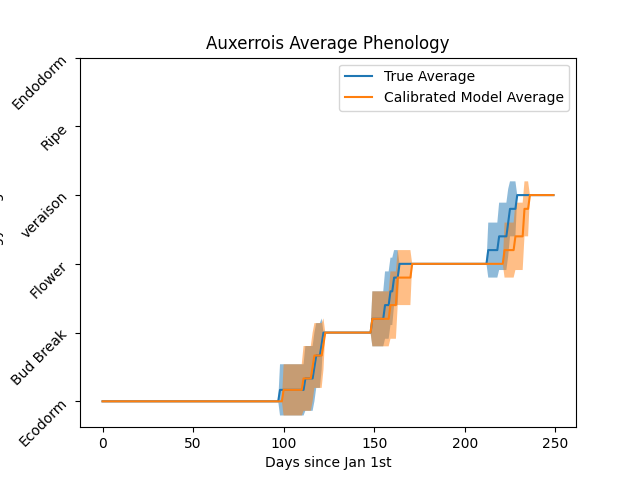 Auxerrois Average Phenology
True Average
Calibrated Model Average
Endodorm
Ripe
veraison
Flower
Bud Break
Ecodorm
0 50 100 150 200 250
Days since Jan 1st